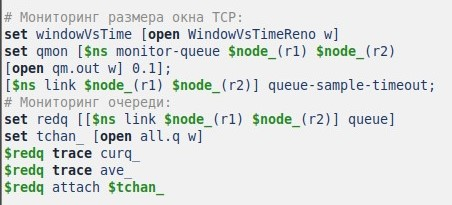 # Мониторинг размера окна TCP:
set windowVsTime [open WindowVsTimeReno w]
set qmon [$ns monitor-queue $node_(r1) $node_(r2)
[open qm.out w] 0.1];
[$ns link $node_(r1) $node_(r2)] queue-sample-timeout;
# Мониторинг очереди:
set redq [[$ns link $node_(r1) $node_(r2)] queue]
set tchan_ [open all.q w]
$redq trace curq_
$redq trace ave_
$redq attach $tchan_